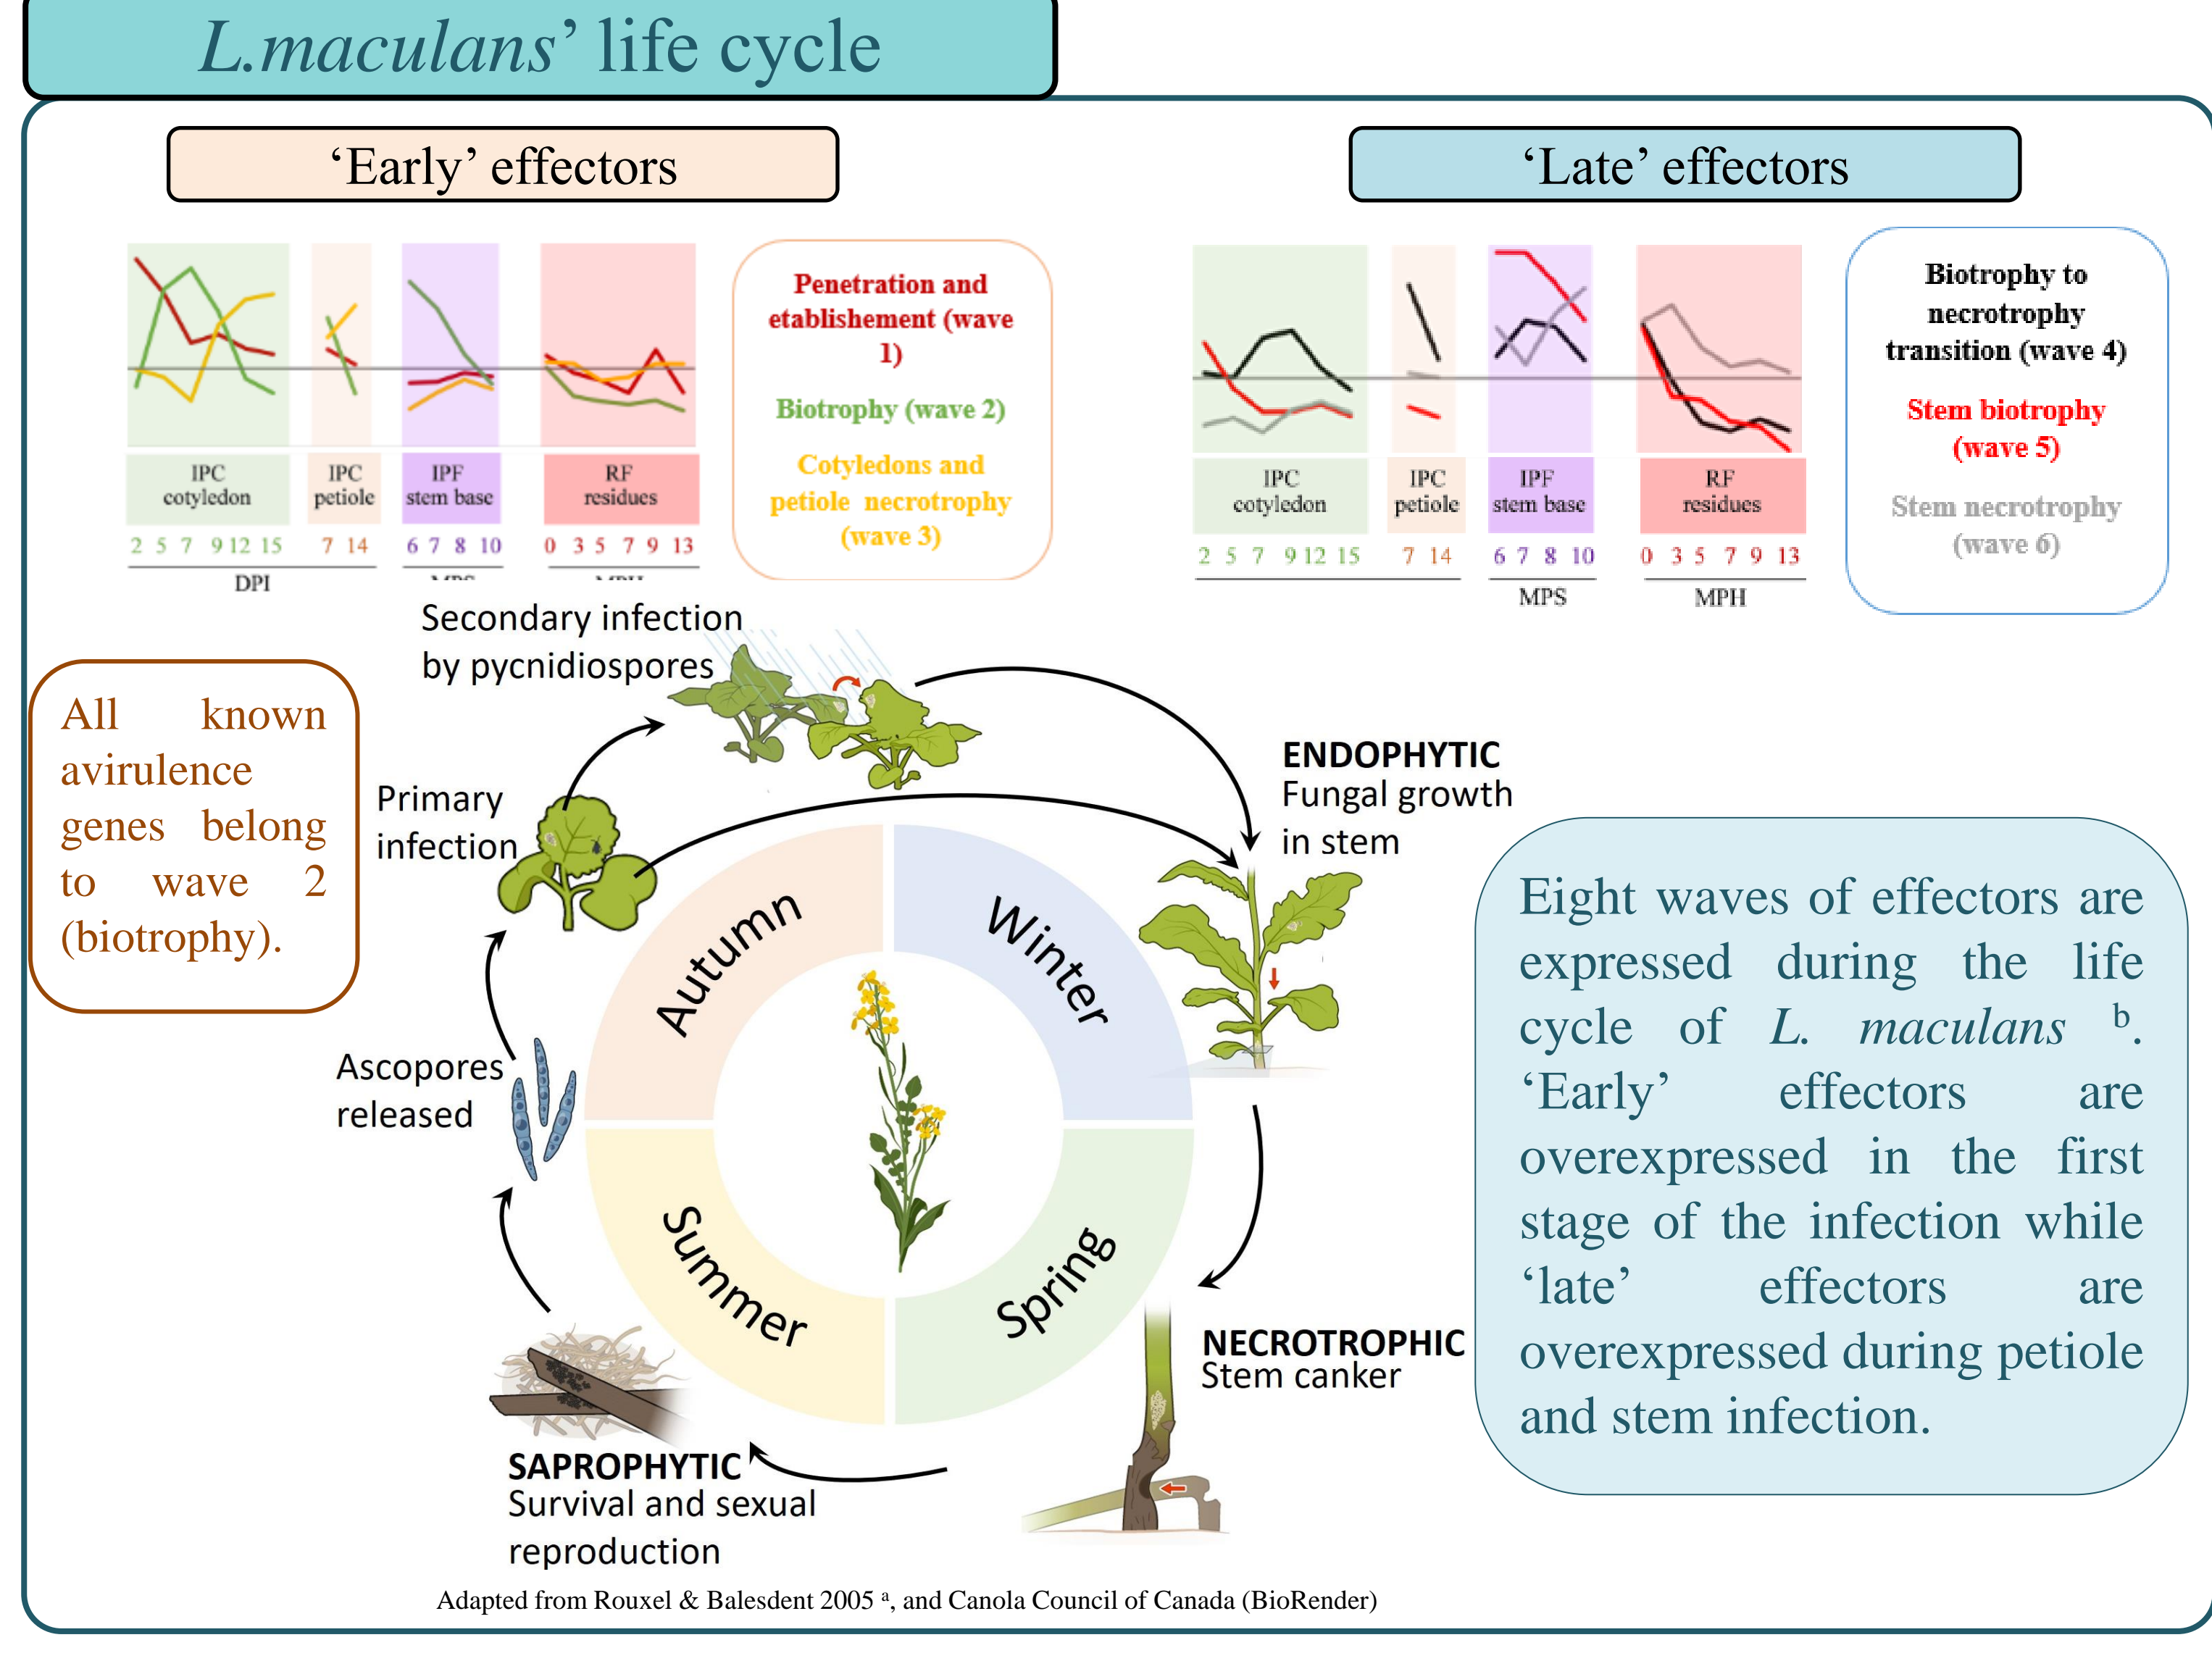 L.maculans’ life cycle
‘Early’ effectors
‘Late’ effectors
Penetration and
etablishement (wave
1)
Biotrophy (wave 2)
Cotyledons and
petiole necrotrophy
(wave 3)
IPC
cotyledon
IPC
petiole
IPF
stem base
RF
residues
2 5 7 9 12 15
7 14
6 7 8 10
0 3 5 7 9 13
DPI
Biotrophy to
necrotrophy
transition (wave 4)
Stem biotrophy
(wave 5)
Stem necrotrophy
(wave 6)
IPC
cotyledon
IPC
petiole
IPF
stem base
RF
residues
2 5 7 9 12 15
7 14
6 7 8 10
0 3 5 7 9 13
MPS
MPH
All known
avirulence
genes belong
to wave 2
(biotrophy).
Secondary infection
by pycnidiospores
Primary
infection
Ascopores
released
ENDOPHYTIC
Fungal growth
in stem
Autumn
Winter
Summer
Spring
NECROTROPHIC
Stem canker
SAPROPHYTIC
Survival and sexual
reproduction
Eight waves of effectors are
expressed during the life
cycle of L. maculans b.
‘Early’ effectors are
overexpressed in the first
stage of the infection while
‘late’ effectors are
overexpressed during petiole
and stem infection.
Adapted from Rouxel & Balesdent 2005 a, and Canola Council of Canada (BioRender)